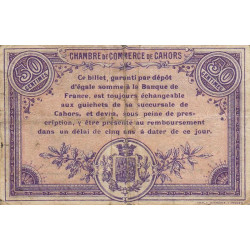 CHAMBRE DE COMMERCE DE CAHORS
50
50
Ce billet, garanti par dépôt
d'égale somme à la Banque de
France, est toujours échangeable
aux guichets de sa succursale de
Cahors, et devra, sous peine de pres-
cription, y être présenté au remboursement
dans un délai de cinq ans à dater de ce jour.